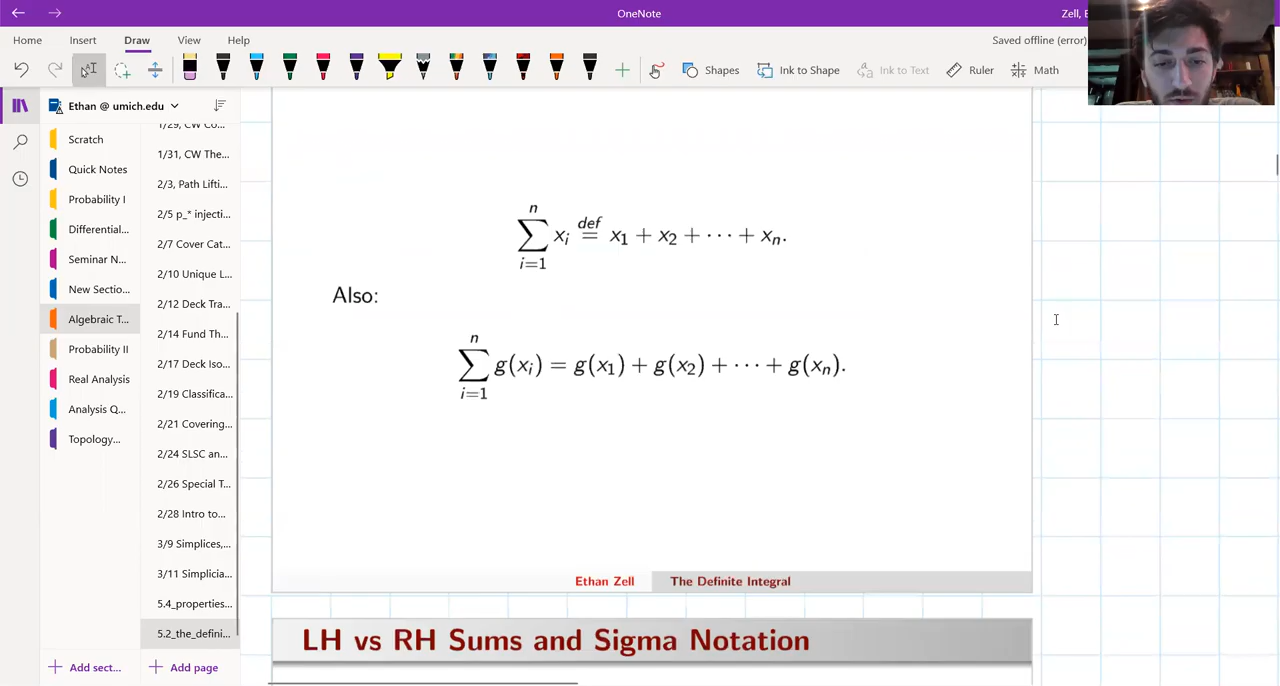 OneNote
Zell, E
Home Insert Draw View Help
Saved offline (error)
Shapes Ink to Shape Ink to Text Ruler Math
Ethan @ umich.edu
Scratch
Quick Notes
Probability I
Differential...
Seminar N...
New Sectio...
Algebraic T...
Probability II
Real Analysis
Analysis Q...
Topology...
1/29, CW Co...
1/31, CW The...
2/3, Path Lifti...
2/5 p_* injecti...
2/7 Cover Cat...
2/10 Unique L...
2/12 Deck Tra...
2/14 Fund Th...
2/17 Deck Iso...
2/19 Classifica...
2/21 Covering...
2/24 SLSC an...
2/26 Special T...
2/28 Intro to...
3/9 Simplices,...
3/11 Simplicia...
5.4_properties...
5.2_the_defini...
Add sect...
Add page
∑_{i=1}^{n} x_i \overset{def}{=} x_1 + x_2 + ⋯ + x_n.
Also:
∑_{i=1}^{n} g(x_i) = g(x_1) + g(x_2) + ⋯ + g(x_n).
Ethan Zell The Definite Integral
LH vs RH Sums and Sigma Notation